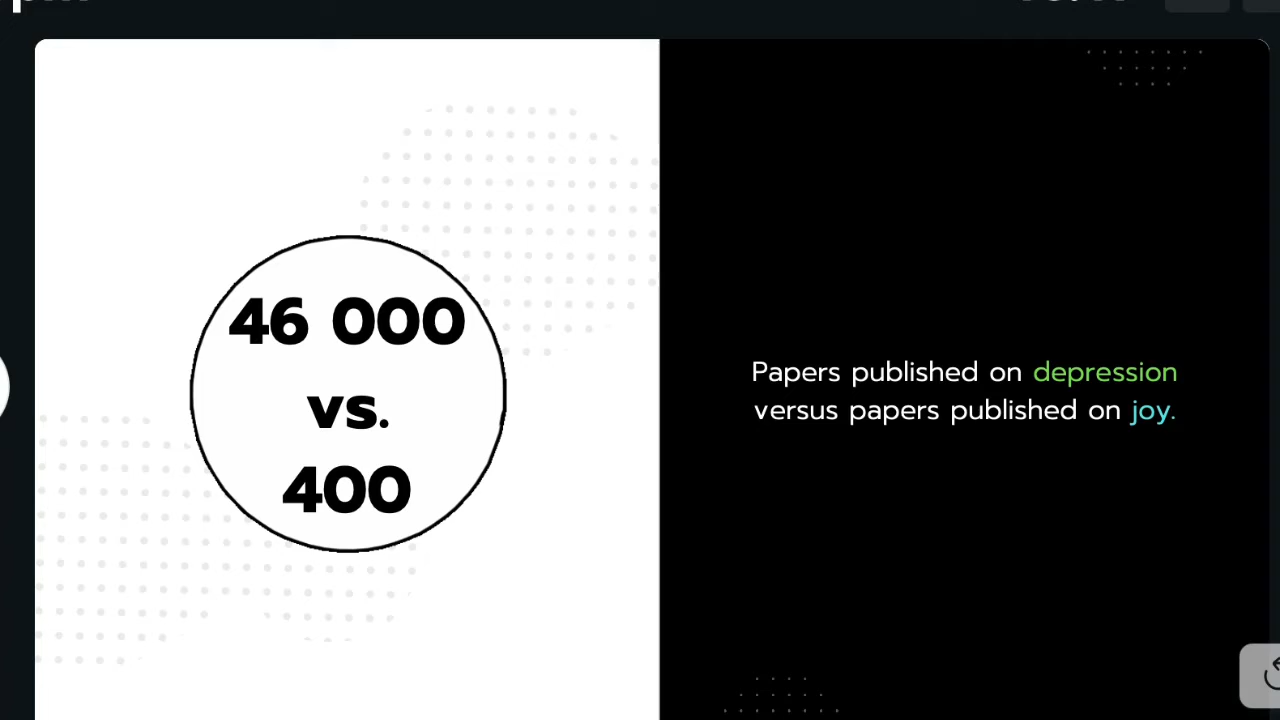 46 000
vs.
400
Papers published on depression
versus papers published on joy.